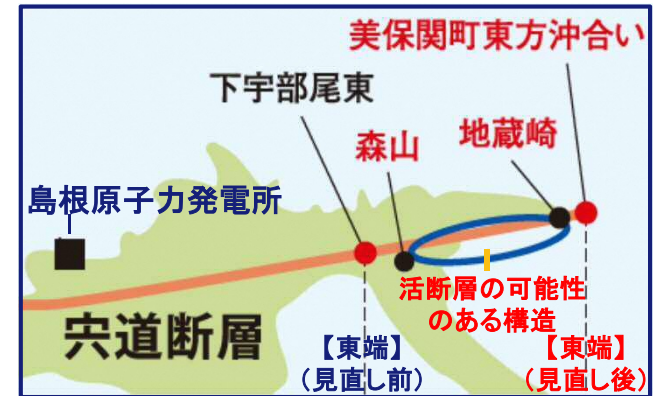 美保関町東方沖合い
下宇部尾東
森山
地蔵崎
島根原子力発電所
活断層の可能性
のある構造
宍道断層
【東端】
（見直し前）
【東端】
（見直し後）